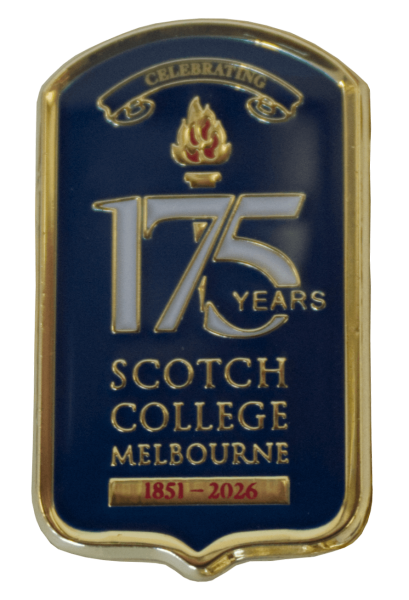 CELEBRATING
175
YEARS
SCOTCH
COLLEGE
MELBOURNE
1851 – 2026